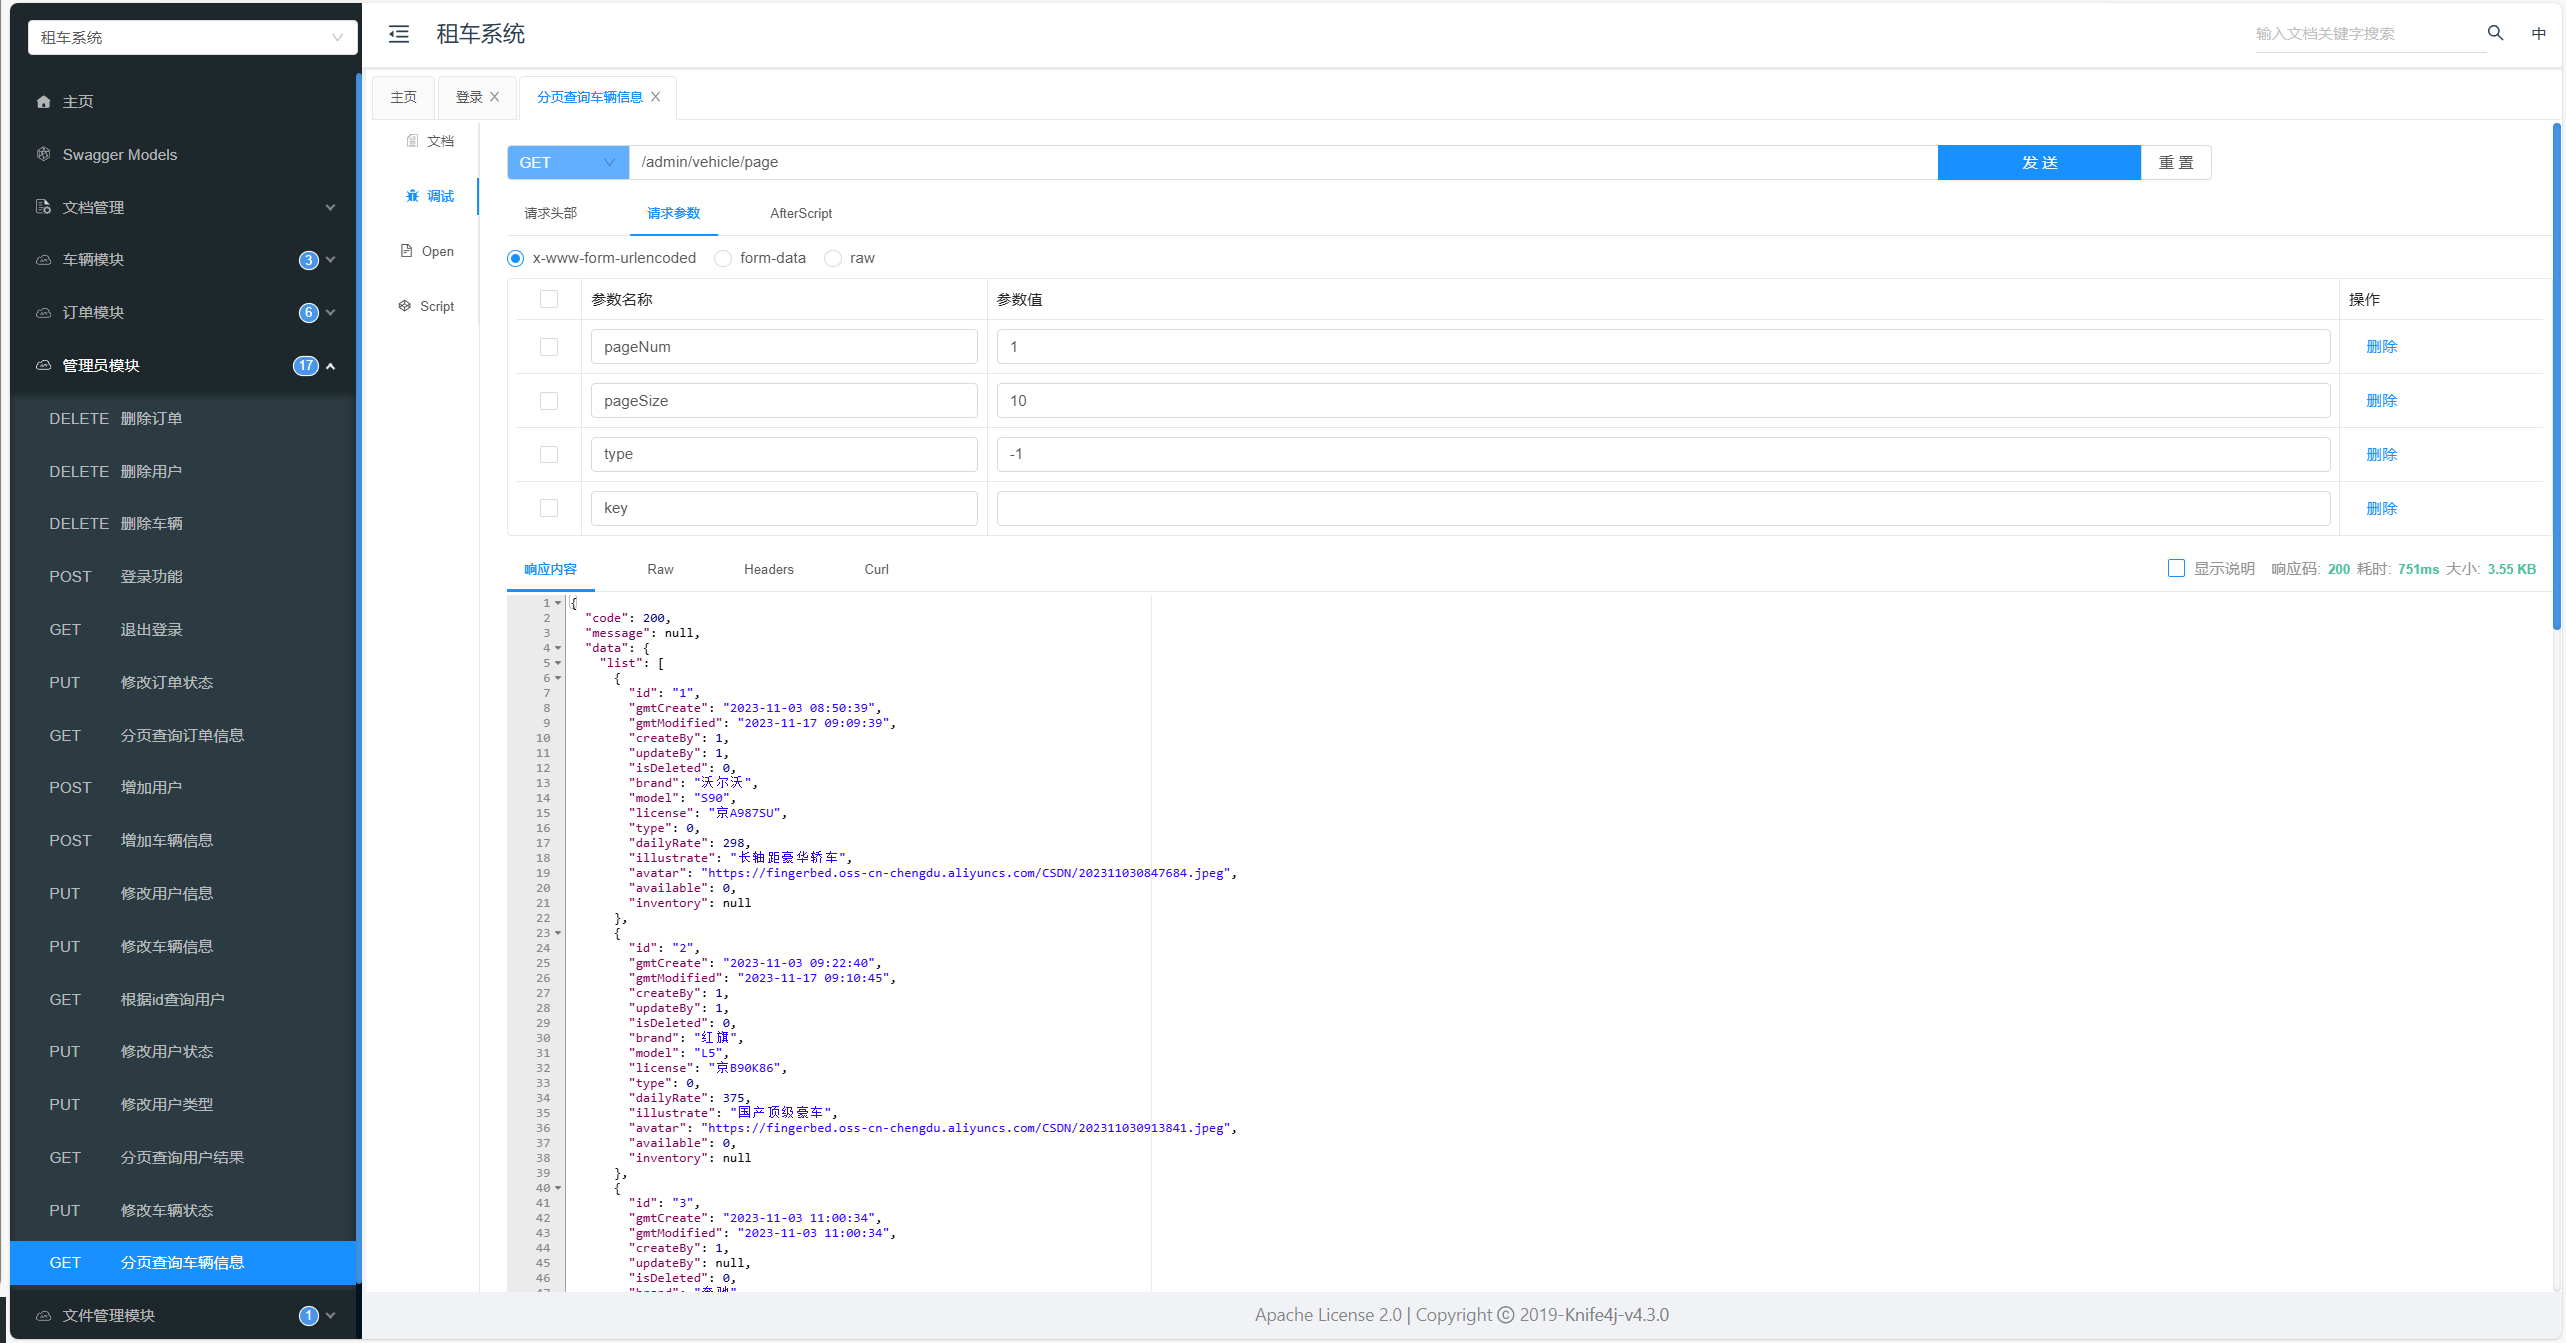 租车系统
主页
Swagger Models
文档管理
车辆模块 3
订单模块 6
管理员模块 17
DELETE 删除订单
DELETE 删除用户
DELETE 删除车辆
POST 登录功能
GET 退出登录
PUT 修改订单状态
GET 分页查询订单信息
POST 增加用户
POST 增加车辆信息
PUT 修改用户信息
PUT 修改车辆信息
GET 根据id查询用户
PUT 修改用户状态
PUT 修改用户类型
GET 分页查询用户结果
PUT 修改车辆状态
GET 分页查询车辆信息
文件管理模块 1
租车系统
输入文档关键字搜索 中
主页 登录 分页查询车辆信息
文档
调试
Open
Script
GET /admin/vehicle/page 发 送 重 置
请求头部 请求参数 AfterScript
x-www-form-urlencoded form-data raw
参数名称 参数值 操作
pageNum 1 删除
pageSize 10 删除
type -1 删除
key 删除
响应内容 Raw Headers Curl 显示说明 响应码: 200 耗时: 751ms 大小: 3.55 KB
1 {
2 "code": 200,
3 "message": null,
4 "data": {
5 "list": [
6 {
7 "id": "1",
8 "gmtCreate": "2023-11-03 08:50:39",
9 "gmtModified": "2023-11-17 09:09:39",
10 "createBy": 1,
11 "updateBy": 1,
12 "isDeleted": 0,
13 "brand": "沃尔沃",
14 "model": "S90",
15 "license": "京A987SU",
16 "type": 0,
17 "dailyRate": 298,
18 "illustrate": "长轴距豪华轿车",
19 "avatar": "https://fingerbed.oss-cn-chengdu.aliyuncs.com/CSDN/202311030847684.jpeg",
20 "available": 0,
21 "inventory": null
22 },
23 {
24 "id": "2",
25 "gmtCreate": "2023-11-03 09:22:40",
26 "gmtModified": "2023-11-17 09:10:45",
27 "createBy": 1,
28 "updateBy": 1,
29 "isDeleted": 0,
30 "brand": "红旗",
31 "model": "L5",
32 "license": "京B90K86",
33 "type": 0,
34 "dailyRate": 375,
35 "illustrate": "国产顶级豪车",
36 "avatar": "https://fingerbed.oss-cn-chengdu.aliyuncs.com/CSDN/202311030913841.jpeg",
37 "available": 0,
38 "inventory": null
39 },
40 {
41 "id": "3",
42 "gmtCreate": "2023-11-03 11:00:34",
43 "gmtModified": "2023-11-03 11:00:34",
44 "createBy": 1,
45 "updateBy": null,
46 "isDeleted": 0,
47 "brand": "奔驰"
Apache License 2.0 | Copyright © 2019-Knife4j-v4.3.0